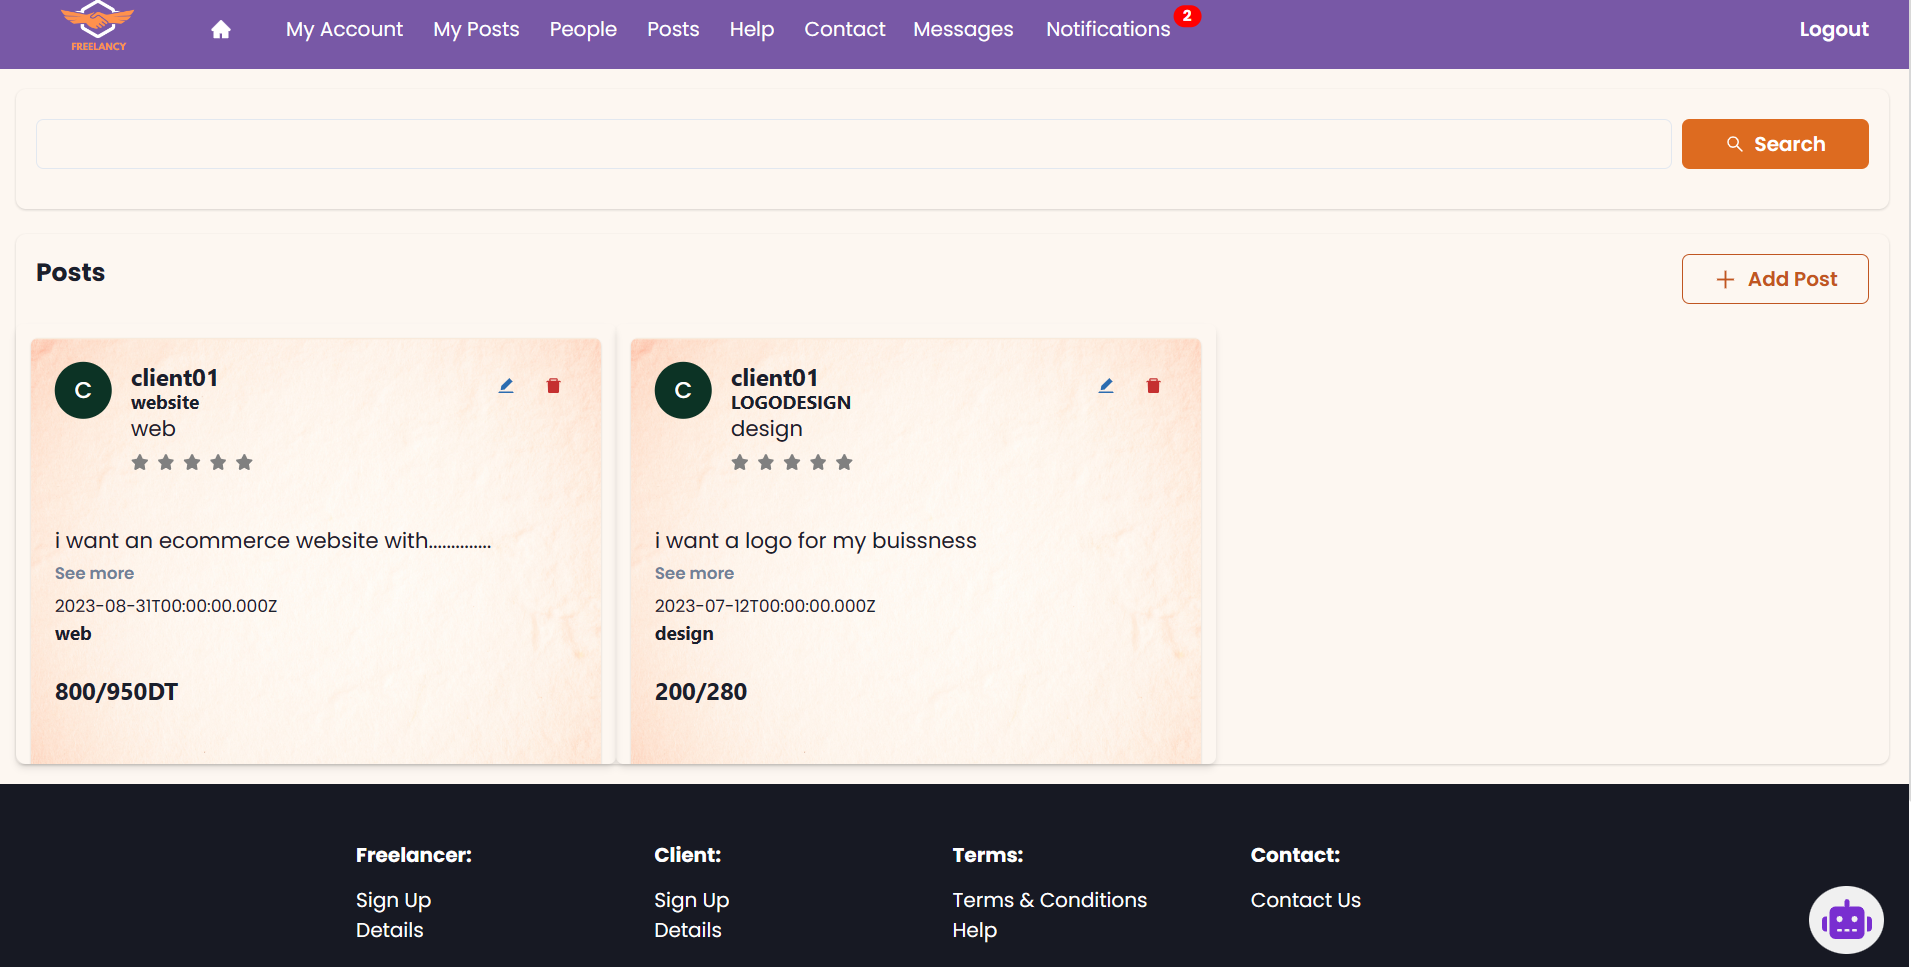 FREELANCY
My Account My Posts People Posts Help Contact Messages Notifications 2 Logout
Search
Posts
Add Post
C
client01
website
web
i want an ecommerce website with..............
See more
2023-08-31T00:00:00.000Z
web
800/950DT
C
client01
LOGODESIGN
design
i want a logo for my buissness
See more
2023-07-12T00:00:00.000Z
design
200/280
Freelancer:
Sign Up
Details
Client:
Sign Up
Details
Terms:
Terms & Conditions
Help
Contact:
Contact Us